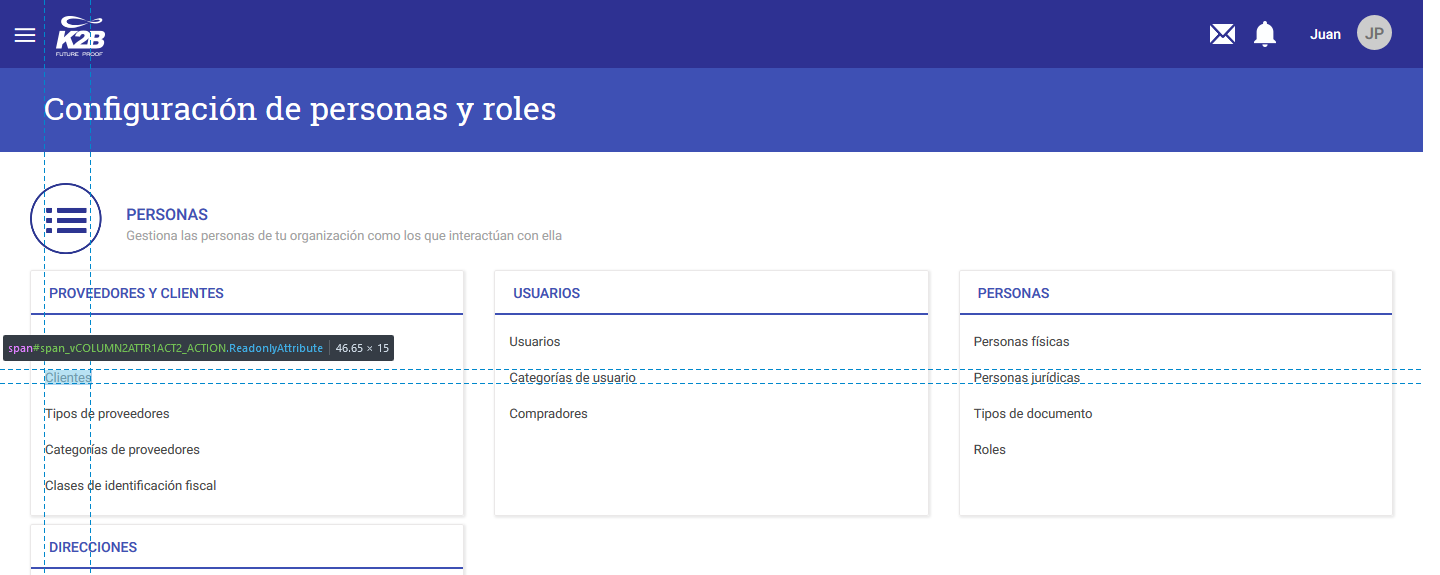 K2B
FUTURE PROOF
Juan
JP
Configuración de personas y roles
PERSONAS
Gestiona las personas de tu organización como los que interactúan con ella
PROVEEDORES Y CLIENTES
span#span_vCOLUMN2ATTR1ACT2_ACTION.ReadonlyAttribute 46.65 × 15
Clientes
Tipos de proveedores
Categorías de proveedores
Clases de identificación fiscal
USUARIOS
Usuarios
Categorías de usuario
Compradores
PERSONAS
Personas físicas
Personas jurídicas
Tipos de documento
Roles
DIRECCIONES